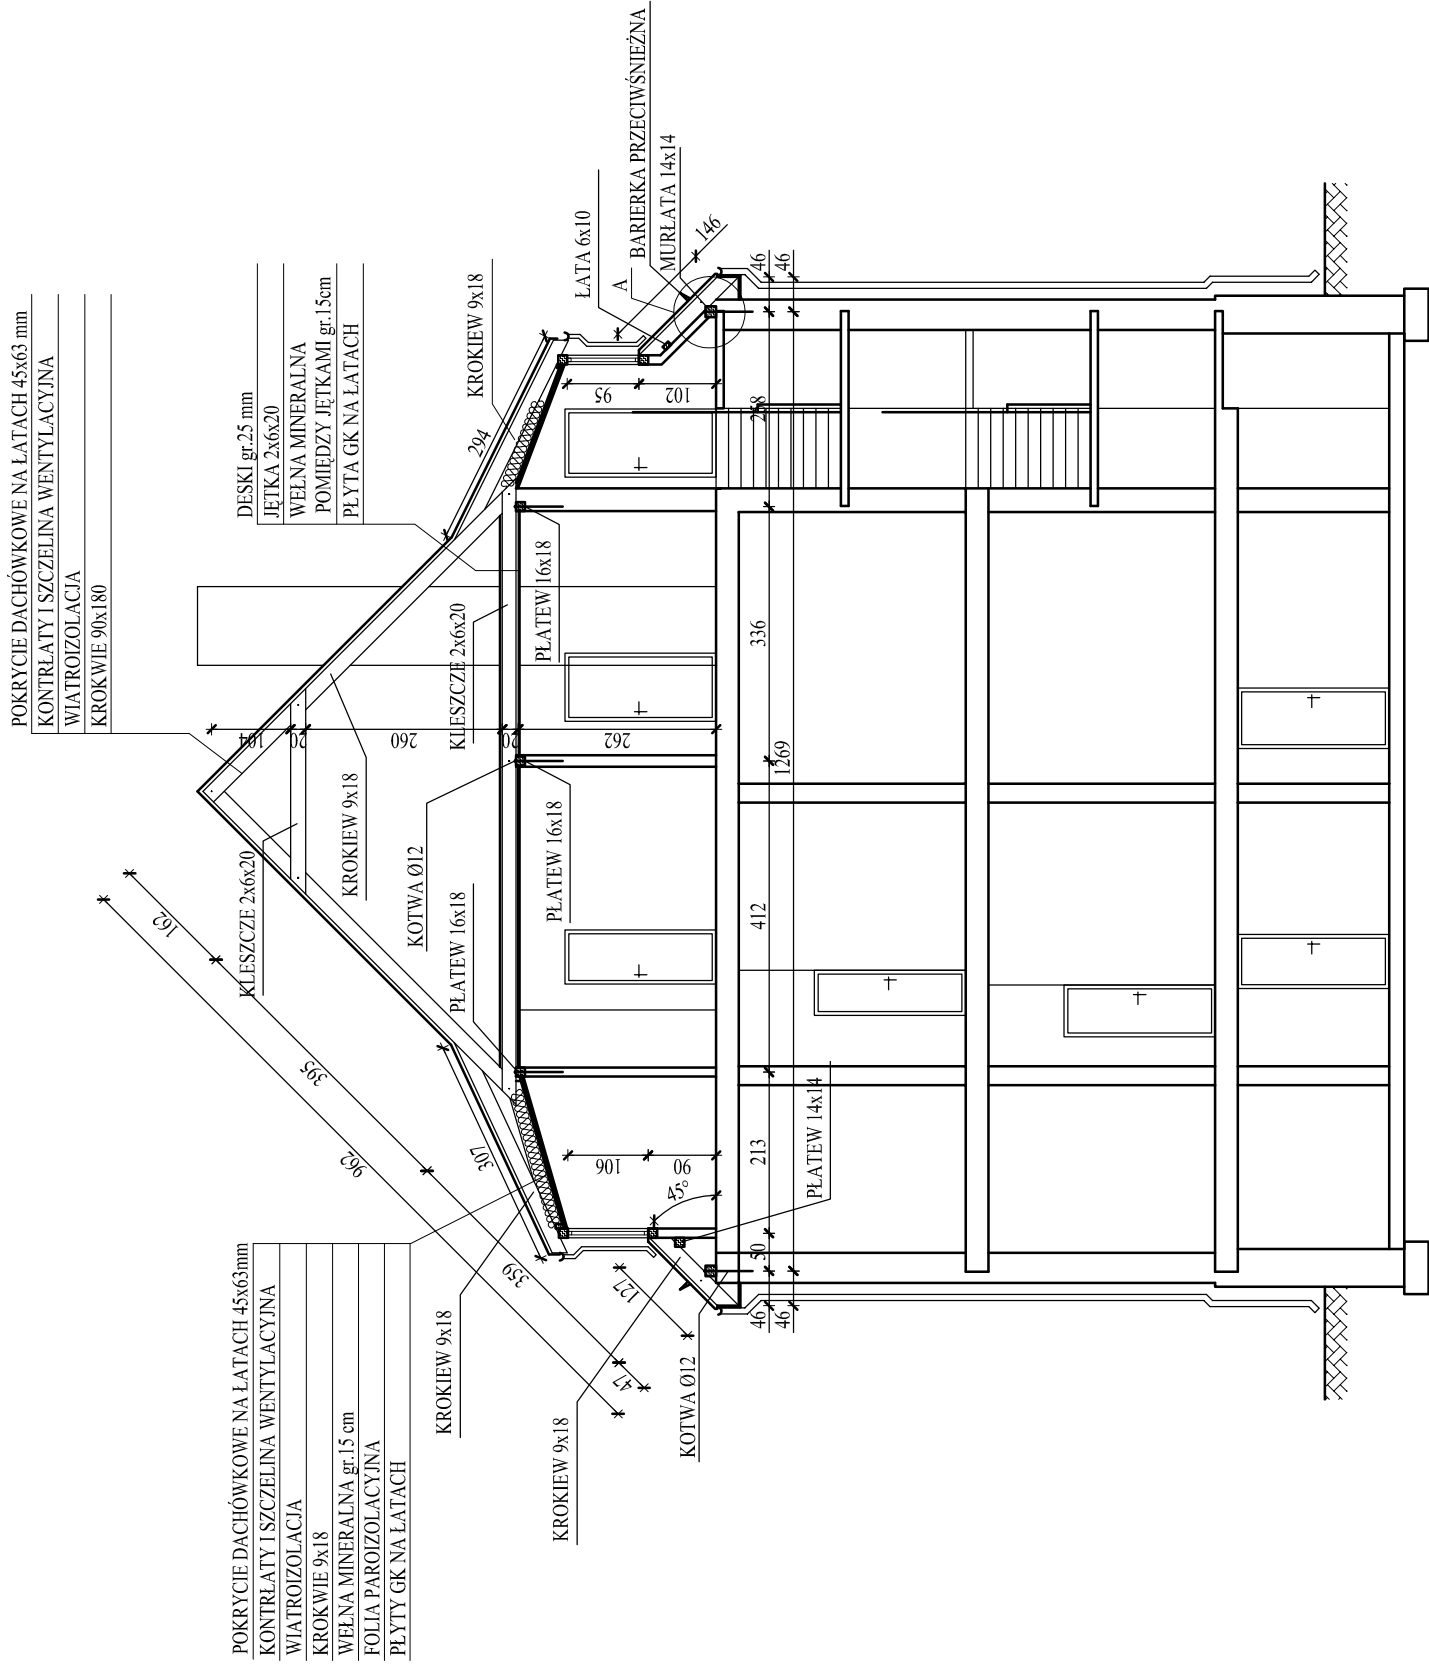 POKRYCIE DACHÓWKOWE NA ŁATACH 45x63 mm
KONTRŁATY I SZCZELINA WENTYLACYJNA
WIATROIZOLACJA
KROKWIE 90x180
DESKI gr.25 mm
JĘTKA 2x6x20
WEŁNA MINERALNA
POMIĘDZY JĘTKAMI gr.15cm
PŁYTA GK NA ŁATACH
KROKIEW 9x18
ŁATA 6x10
A
BARIERKA PRZECIWŚNIEŻNA
MURŁATA 14x14
146
294
95
102
46
46
258
PŁATEW 16x18
KLESZCZE 2x6x20
336
104
20
260
20
262
1269
KROKIEW 9x18
KLESZCZE 2x6x20
KOTWA Ø12
PŁATEW 16x18
PŁATEW 16x18
412
162
395
962
307
359
47
127
106
90
45°
213
50
46
46
PŁATEW 14x14
KROKIEW 9x18
KROKIEW 9x18
KOTWA Ø12
POKRYCIE DACHÓWKOWE NA ŁATACH 45x63mm
KONTRŁATY I SZCZELINA WENTYLACYJNA
WIATROIZOLACJA
KROKWIE 9x18
WEŁNA MINERALNA gr.15 cm
FOLIA PAROIZOLACYJNA
PŁYTY GK NA ŁATACH